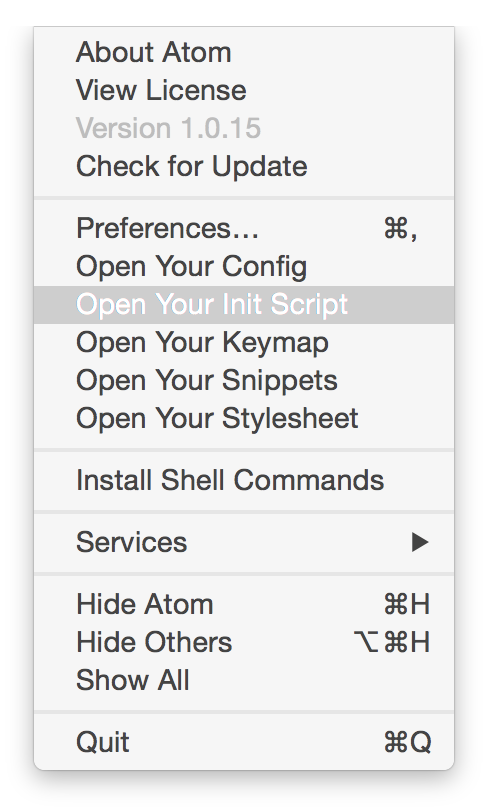 About Atom
View License
Version 1.0.15
Check for Update
Preferences… ⌘,
Open Your Config
Open Your Init Script
Open Your Keymap
Open Your Snippets
Open Your Stylesheet
Install Shell Commands
Services ▶
Hide Atom ⌘H
Hide Others ⌥⌘H
Show All
Quit ⌘Q